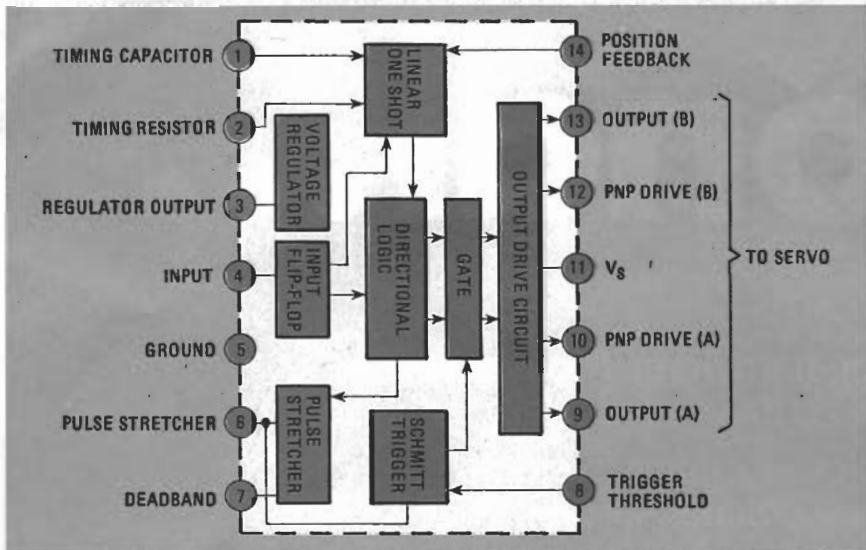 TIMING CAPACITOR
1
TIMING RESISTOR
2
REGULATOR OUTPUT
3
INPUT
4
GROUND
5
PULSE STRETCHER
6
DEADBAND
7
LINEAR
ONE SHOT
VOLTAGE
REGULATOR
INPUT
FLIP-FLOP
DIRECTIONAL
LOGIC
GATE
OUTPUT DRIVE CIRCUIT
PULSE
STRETCHER
SCHMITT
TRIGGER
14
POSITION
FEEDBACK
13
OUTPUT (B)
12
PNP DRIVE (B)
11
VS
10
PNP DRIVE (A)
9
OUTPUT (A)
8
TRIGGER
THRESHOLD
TO SERVO